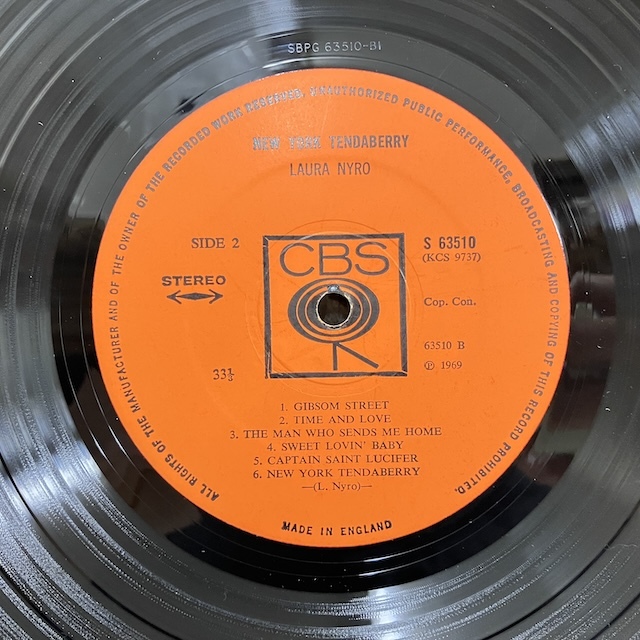 SBPG 63510-B1
ALL RIGHTS OF THE MANUFACTURER AND OF THE OWNER OF THE RECORDED WORK RESERVED. UNAUTHORIZED PUBLIC PERFORMANCE, BROADCASTING AND COPYING OF THIS RECORD PROHIBITED.
NEW YORK TENDABERRY
LAURA NYRO
SIDE 2
CBS
S 63510
(KCS 9737)
STEREO
Cop. Con.
63510 B
33⅓
℗ 1969
1. GIBSOM STREET
2. TIME AND LOVE
3. THE MAN WHO SENDS ME HOME
4. SWEET LOVIN' BABY
5. CAPTAIN SAINT LUCIFER
6. NEW YORK TENDABERRY
—(L. Nyro)—
MADE IN ENGLAND